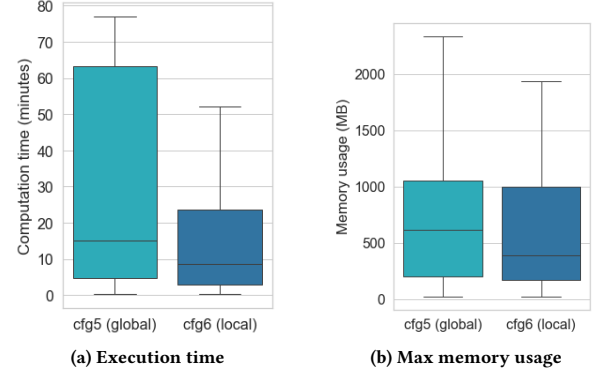 80
70
60
50
40
30
20
10
0
Computation time (minutes)
cfg5 (global) cfg6 (local)
(a) Execution time
2000
1500
1000
500
0
Memory usage (MB)
cfg5 (global) cfg6 (local)
(b) Max memory usage